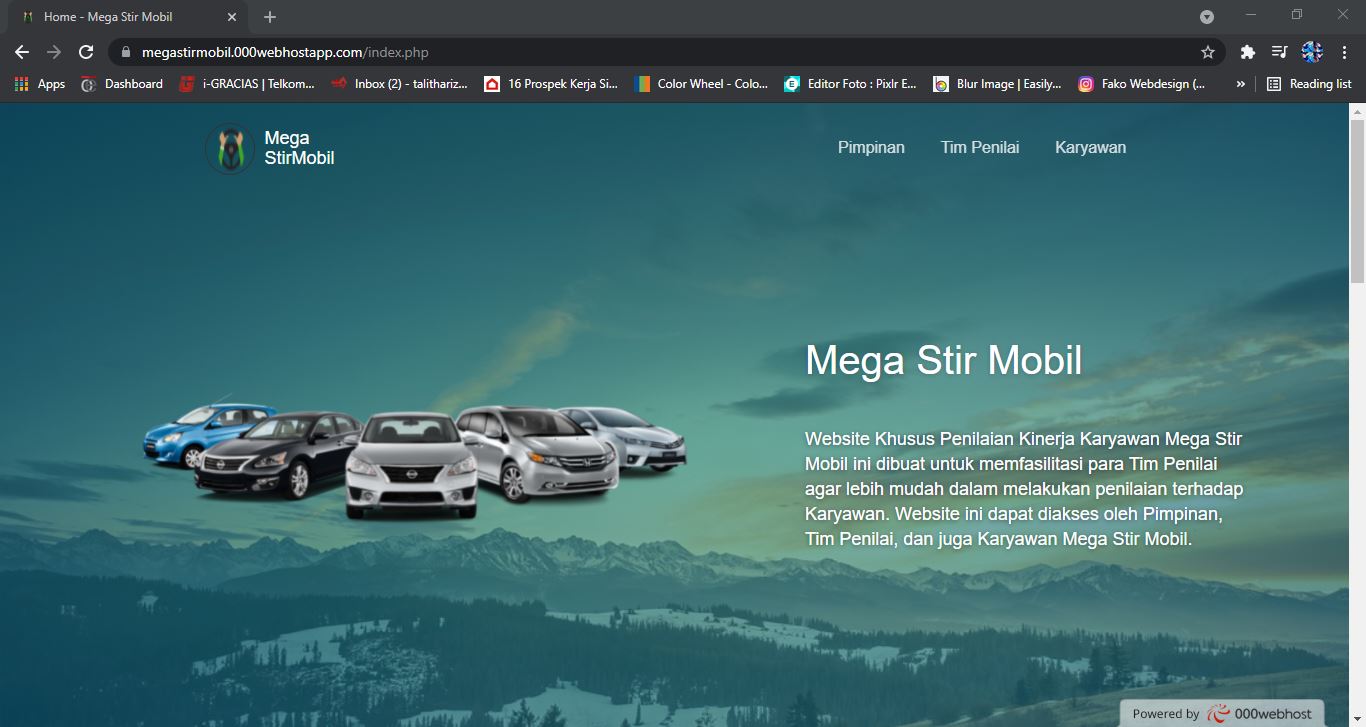 Home - Mega Stir Mobil
megastirmobil.000webhostapp.com/index.php
Apps
Dashboard
i-GRACIAS | Telkom...
Inbox (2) - talithariz...
16 Prospek Kerja Si...
Color Wheel - Colo...
Editor Foto : Pixlr E...
Blur Image | Easily...
Fako Webdesign (...
»
Reading list
Mega
StirMobil
Pimpinan
Tim Penilai
Karyawan
Mega Stir Mobil
Website Khusus Penilaian Kinerja Karyawan Mega Stir
Mobil ini dibuat untuk memfasilitasi para Tim Penilai
agar lebih mudah dalam melakukan penilaian terhadap
Karyawan. Website ini dapat diakses oleh Pimpinan,
Tim Penilai, dan juga Karyawan Mega Stir Mobil.
Powered by 000webhost